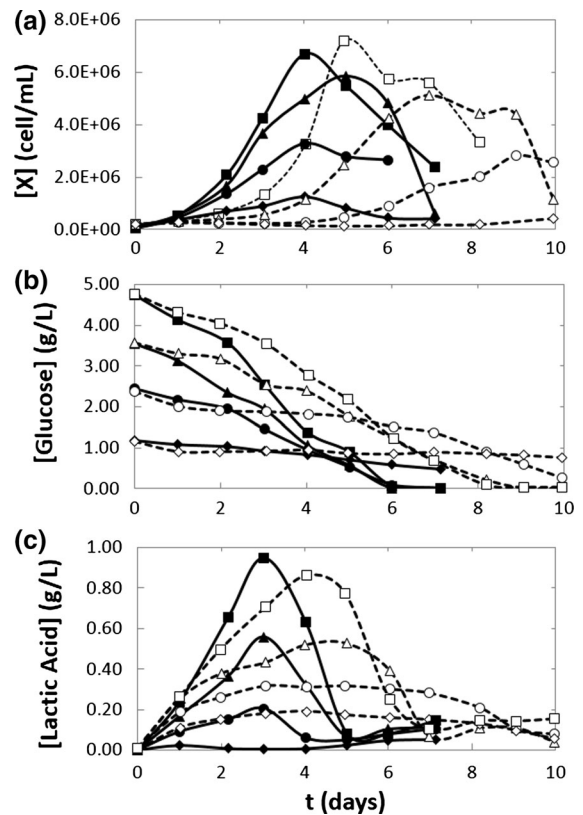 (a)
[X] (cell/mL)
8.0E+06
6.0E+06
4.0E+06
2.0E+06
0.0E+00
0 2 4 6 8 10
(b)
[Glucose] (g/L)
5.00
4.00
3.00
2.00
1.00
0.00
0 2 4 6 8 10
(c)
[Lactic Acid] (g/L)
1.00
0.80
0.60
0.40
0.20
0.00
0 2 4 6 8 10
t (days)